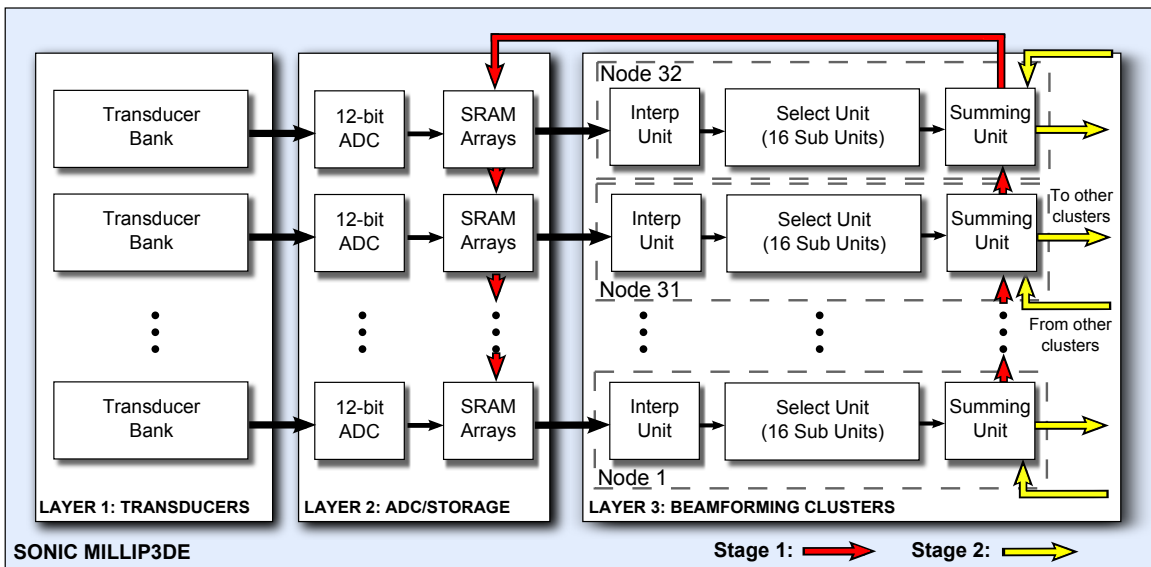 Node 32
Transducer
Bank
12-bit
ADC
SRAM
Arrays
Interp
Unit
Select Unit
(16 Sub Units)
Summing
Unit
Transducer
Bank
12-bit
ADC
SRAM
Arrays
Interp
Unit
Select Unit
(16 Sub Units)
Summing
Unit
To other
clusters
Node 31
From other
clusters
Transducer
Bank
12-bit
ADC
SRAM
Arrays
Interp
Unit
Select Unit
(16 Sub Units)
Summing
Unit
Node 1
LAYER 1: TRANSDUCERS
LAYER 2: ADC/STORAGE
LAYER 3: BEAMFORMING CLUSTERS
SONIC MILLIP3DE
Stage 1:
Stage 2: